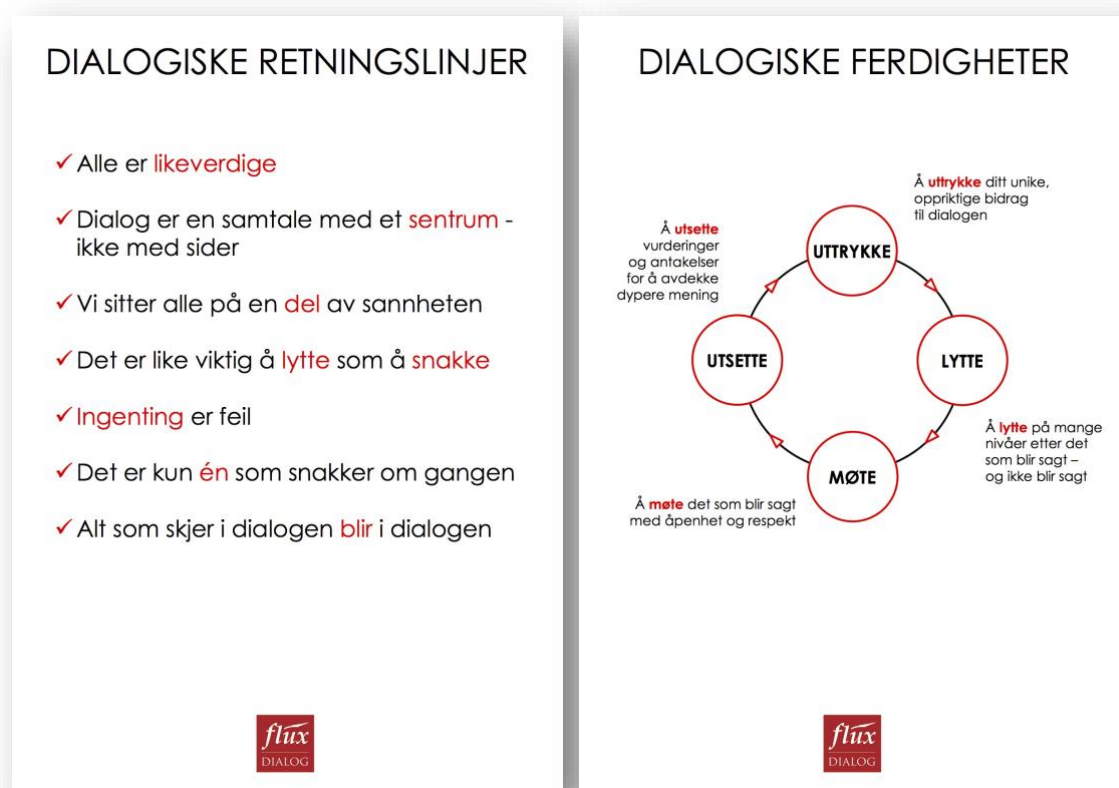 DIALOGISKE RETNINGSLINJER
✓ Alle er likeverdige
✓ Dialog er en samtale med et sentrum -
ikke med sider
✓ Vi sitter alle på en del av sannheten
✓ Det er like viktig å lytte som å snakke
✓ Ingenting er feil
✓ Det er kun én som snakker om gangen
✓ Alt som skjer i dialogen blir i dialogen
flux
DIALOG
DIALOGISKE FERDIGHETER
Å uttrykke ditt unike,
oppriktige bidrag
til dialogen
UTTRYKKE
Å utsette
vurderinger
og antakelser
for å avdekke
dypere mening
UTSETTE
LYTTE
Å lytte på mange
nivåer etter det
som blir sagt –
og ikke blir sagt
MØTE
Å møte det som blir sagt
med åpenhet og respekt
flux
DIALOG